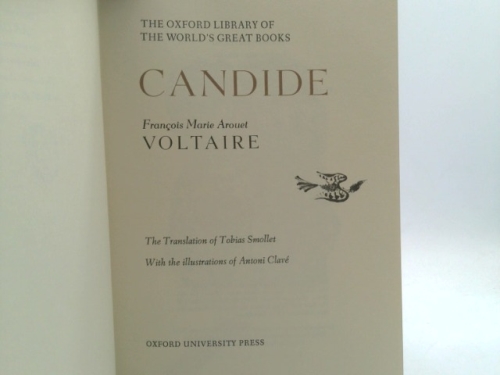 THE OXFORD LIBRARY OF
THE WORLD'S GREAT BOOKS
CANDIDE
François Marie Arouet
VOLTAIRE
The Translation of Tobias Smollet
With the illustrations of Antoni Clavé
OXFORD UNIVERSITY PRESS